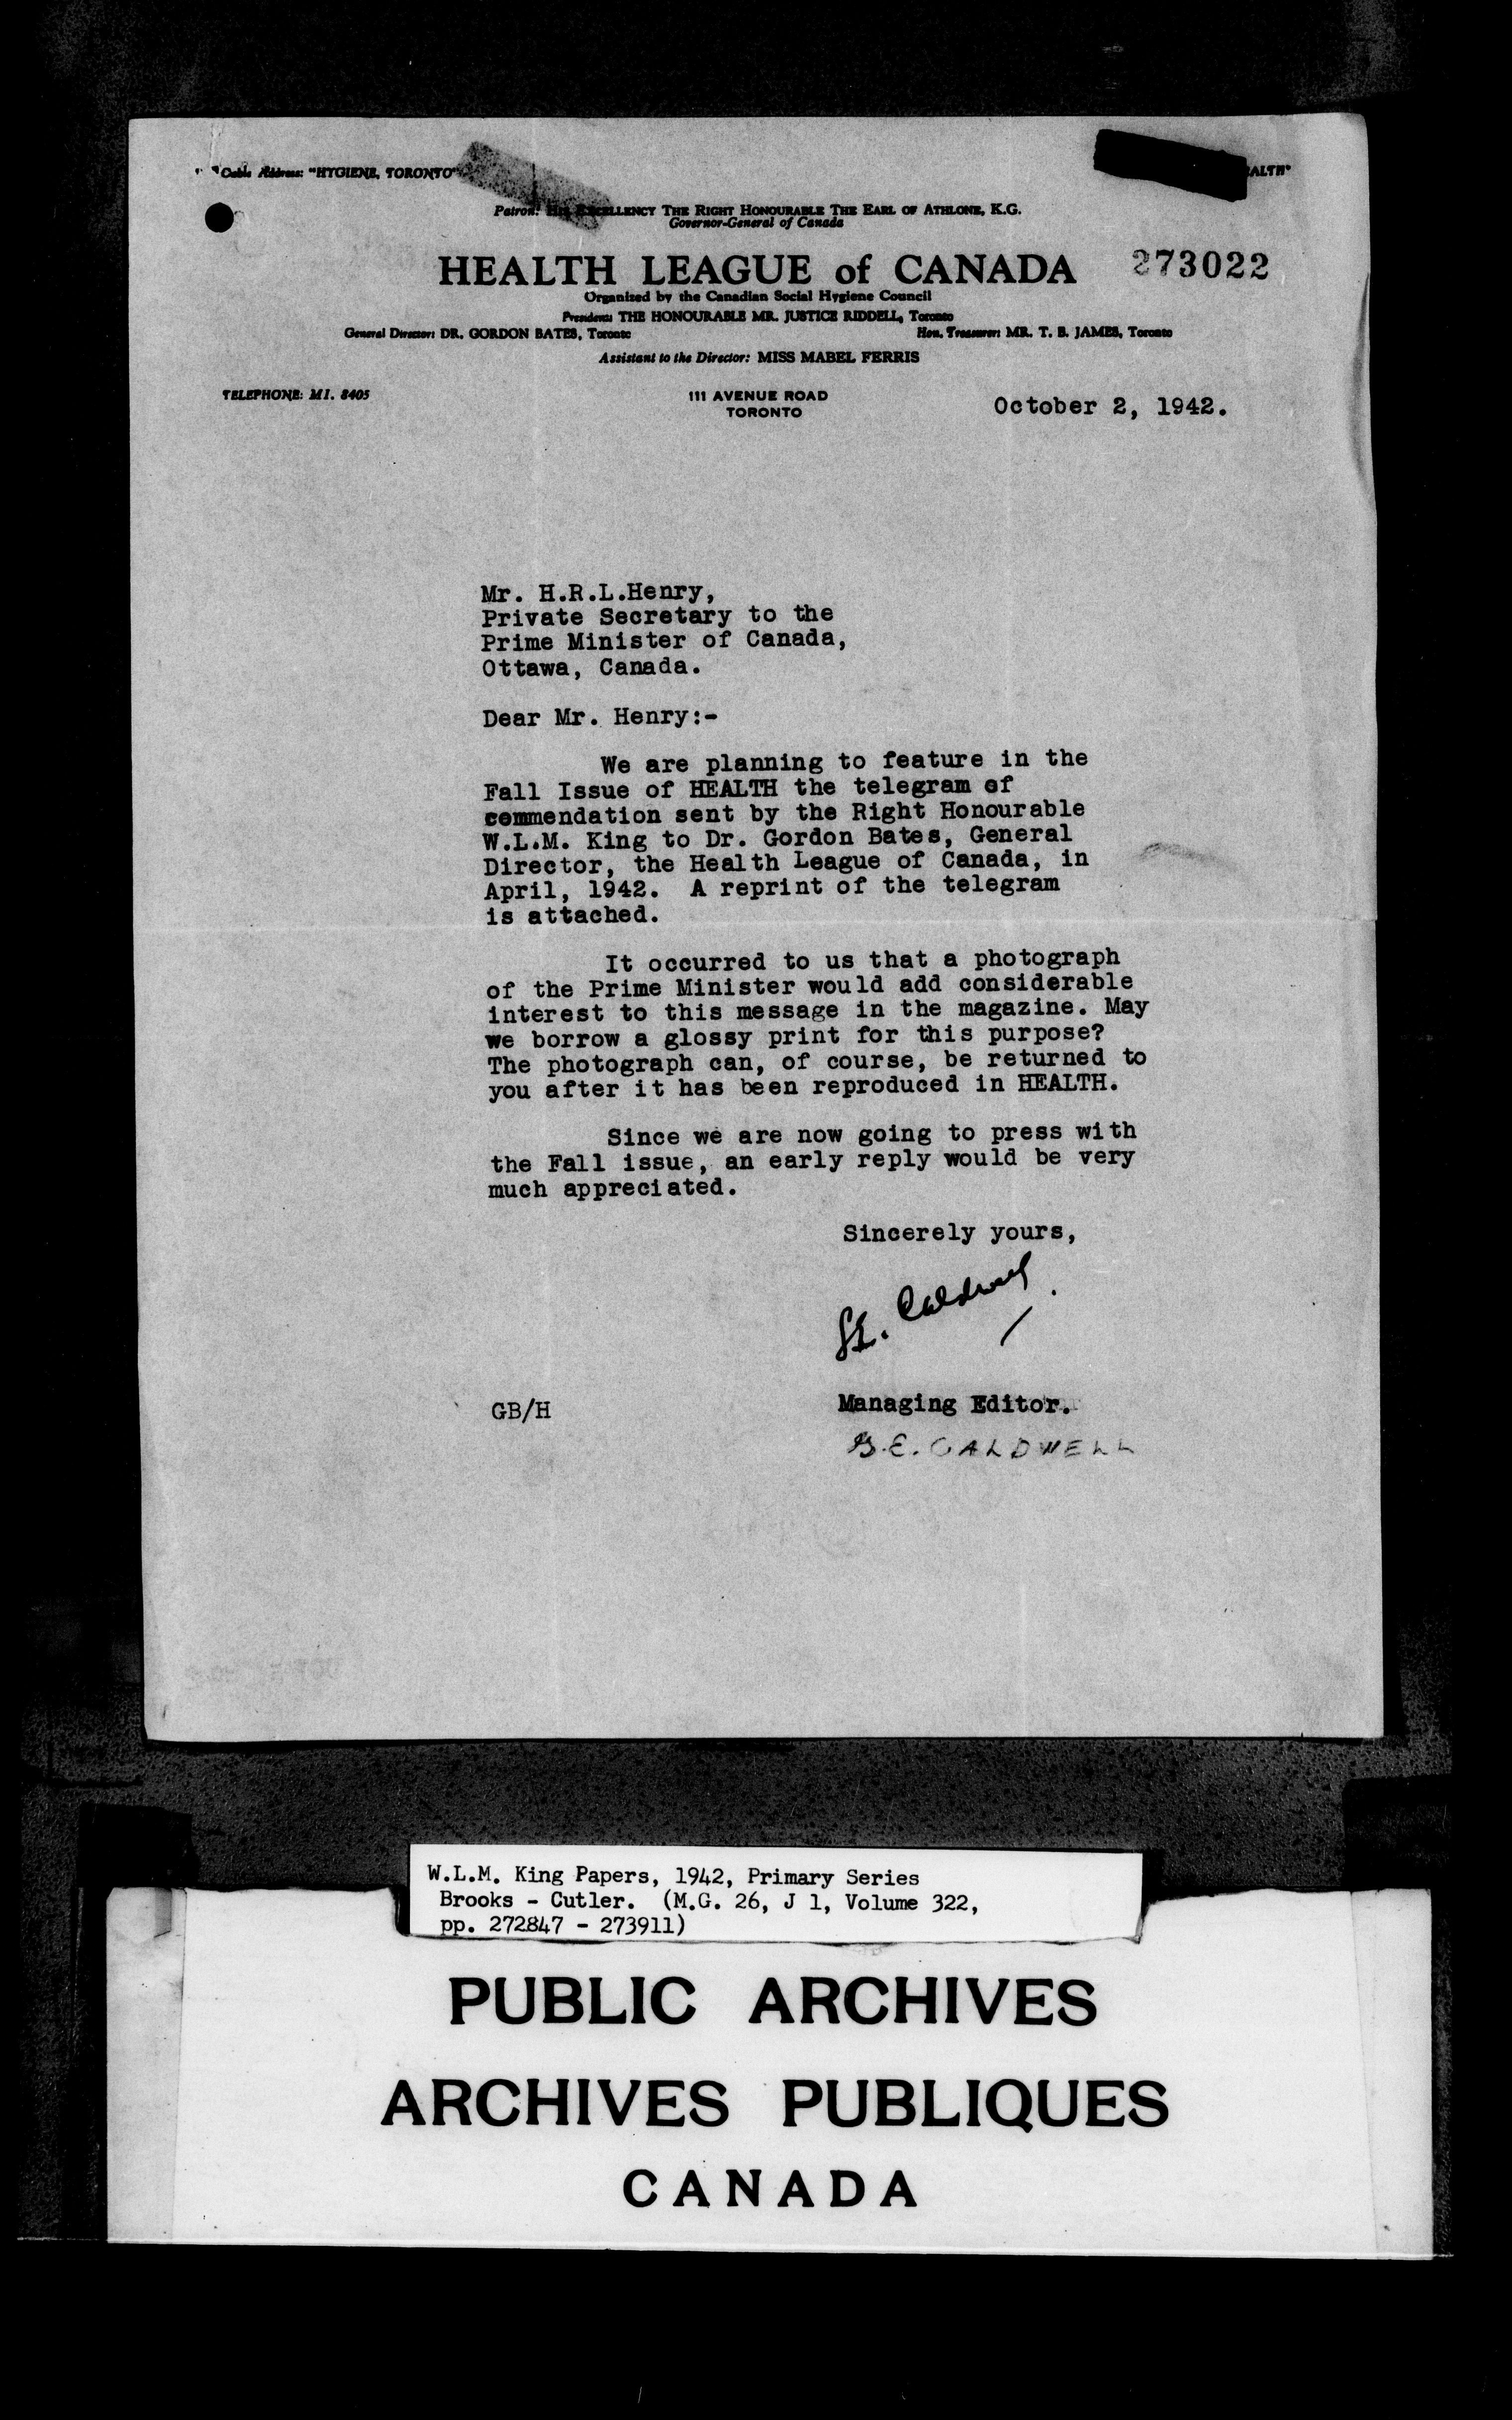 Cable Address: "HYGIENE, TORONTO"
ALTH"
Patron: His Excellency The Right Honourable The Earl of Athlone, K.G.
Governor-General of Canada
HEALTH LEAGUE of CANADA 273022
Organized by the Canadian Social Hygiene Council
President: THE HONOURABLE MR. JUSTICE RIDDELL, Toronto
General Director: DR. GORDON BATES, Toronto Hon. Treasurer: MR. T. B. JAMES, Toronto
Assistant to the Director: MISS MABEL FERRIS
TELEPHONE: MI. 8405
111 AVENUE ROAD
TORONTO
October 2, 1942.
Mr. H.R.L.Henry,
Private Secretary to the
Prime Minister of Canada,
Ottawa, Canada.
Dear Mr. Henry:-
We are planning to feature in the
Fall Issue of HEALTH the telegram of
commendation sent by the Right Honourable
W.L.M. King to Dr. Gordon Bates, General
Director, the Health League of Canada, in
April, 1942. A reprint of the telegram
is attached.
It occurred to us that a photograph
of the Prime Minister would add considerable
interest to this message in the magazine. May
we borrow a glossy print for this purpose?
The photograph can, of course, be returned to
you after it has been reproduced in HEALTH.
Since we are now going to press with
the Fall issue, an early reply would be very
much appreciated.
Sincerely yours,
Caldwell
Managing Editor.
GB/H
G.E. CALDWELL
W.L.M. King Papers, 1942, Primary Series
Brooks - Cutler. (M.G. 26, J 1, Volume 322,
pp. 272847 - 273911)
PUBLIC ARCHIVES
ARCHIVES PUBLIQUES
CANADA